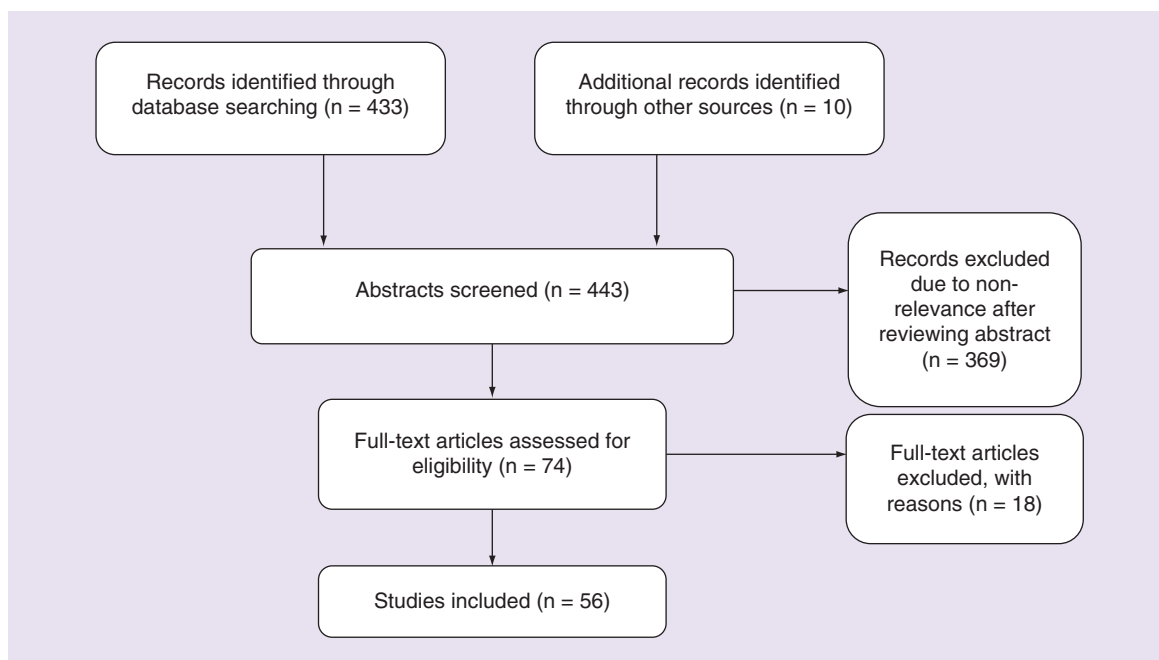 Records identified through
database searching (n = 433)
Additional records identified
through other sources (n = 10)
Abstracts screened (n = 443)
Records excluded
due to non-
relevance after
reviewing abstract
(n = 369)
Full-text articles assessed for
eligibility (n = 74)
Full-text articles
excluded, with
reasons (n = 18)
Studies included (n = 56)